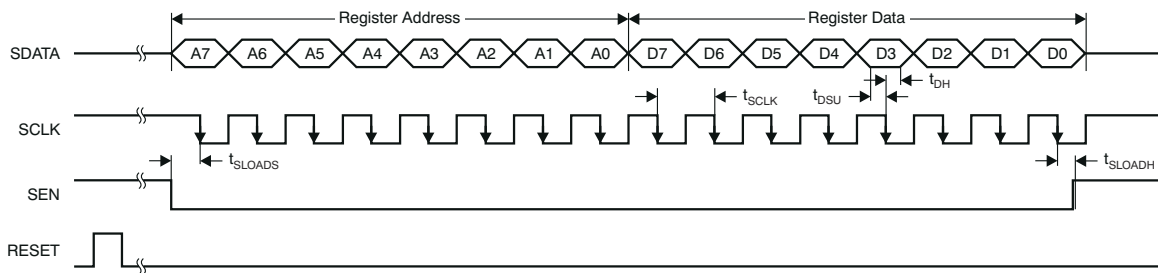 Register Address Register Data
SDATA A7 A6 A5 A4 A3 A2 A1 A0 D7 D6 D5 D4 D3 D2 D1 D0
tSCLK tDSU tDH
SCLK
tSLOADS tSLOADH
SEN
RESET